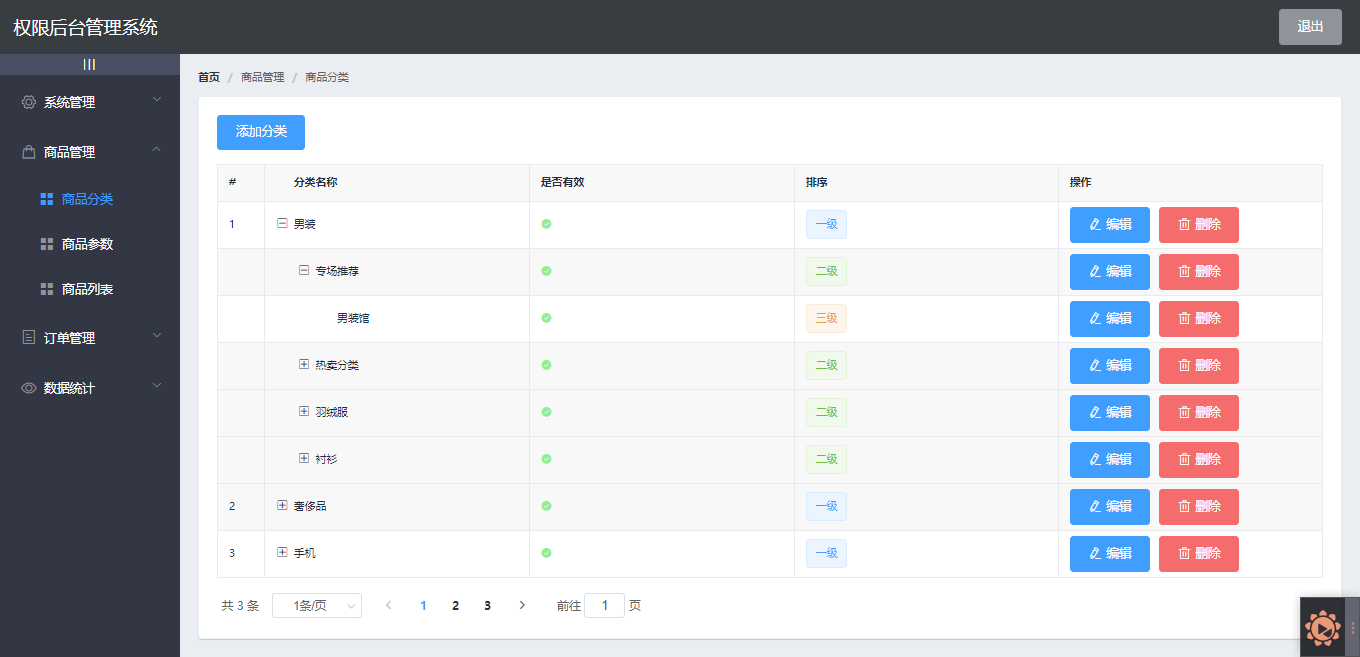 权限后台管理系统
退出
|||
首页 / 商品管理 / 商品分类
系统管理
商品管理
商品分类
商品参数
商品列表
订单管理
数据统计
添加分类
# 分类名称 是否有效 排序 操作
1 男装 一级 编辑 删除
专场推荐 二级 编辑 删除
男装馆 三级 编辑 删除
热卖分类 二级 编辑 删除
羽绒服 二级 编辑 删除
衬衫 二级 编辑 删除
2 奢侈品 一级 编辑 删除
3 手机 一级 编辑 删除
共 3 条 1条/页 1 2 3 前往 1 页